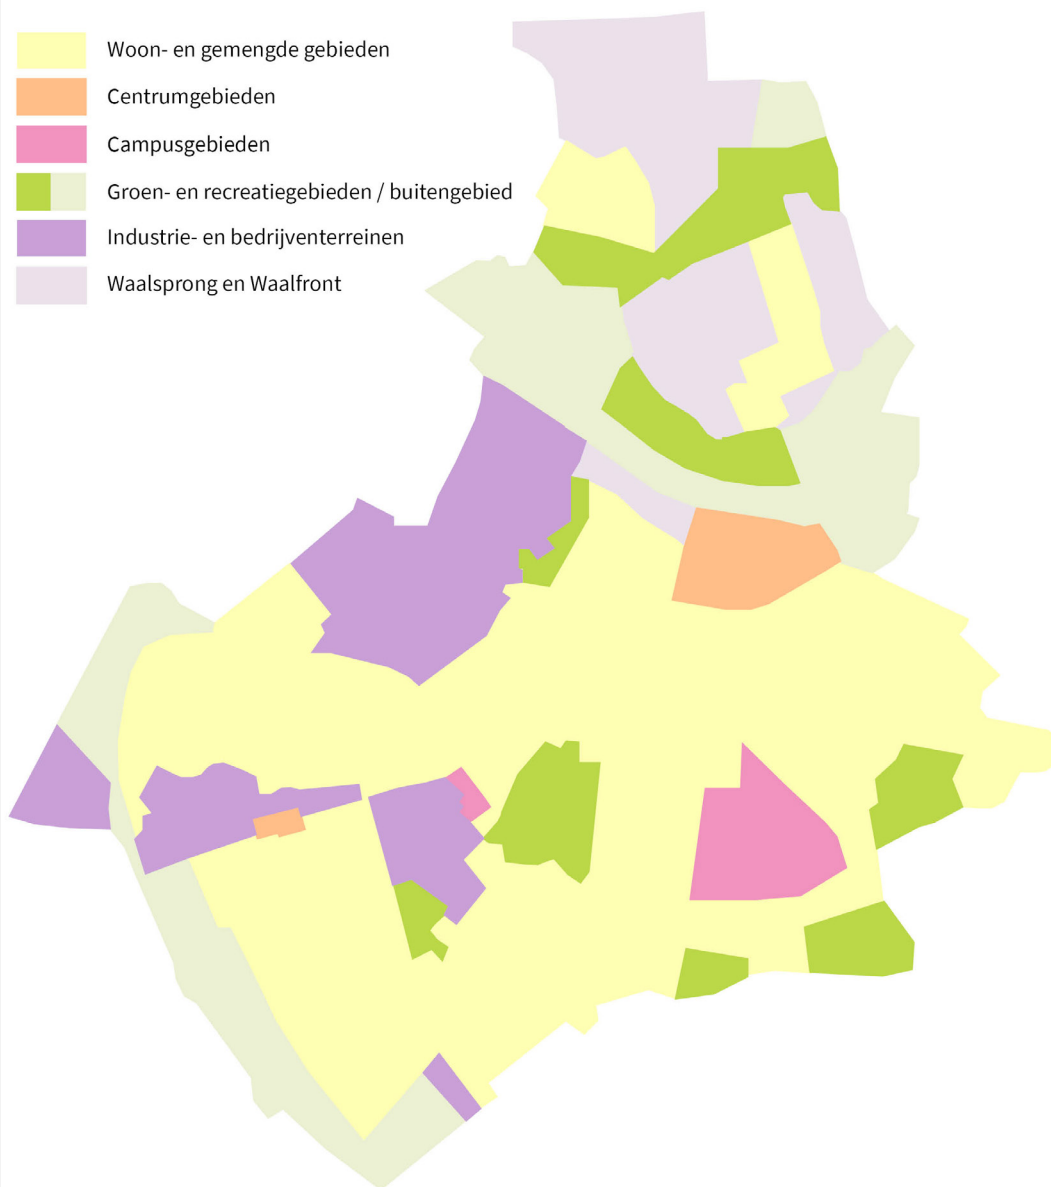 Woon- en gemengde gebieden
Centrumgebieden
Campusgebieden
Groen- en recreatiegebieden / buitengebied
Industrie- en bedrijventerreinen
Waalsprong en Waalfront